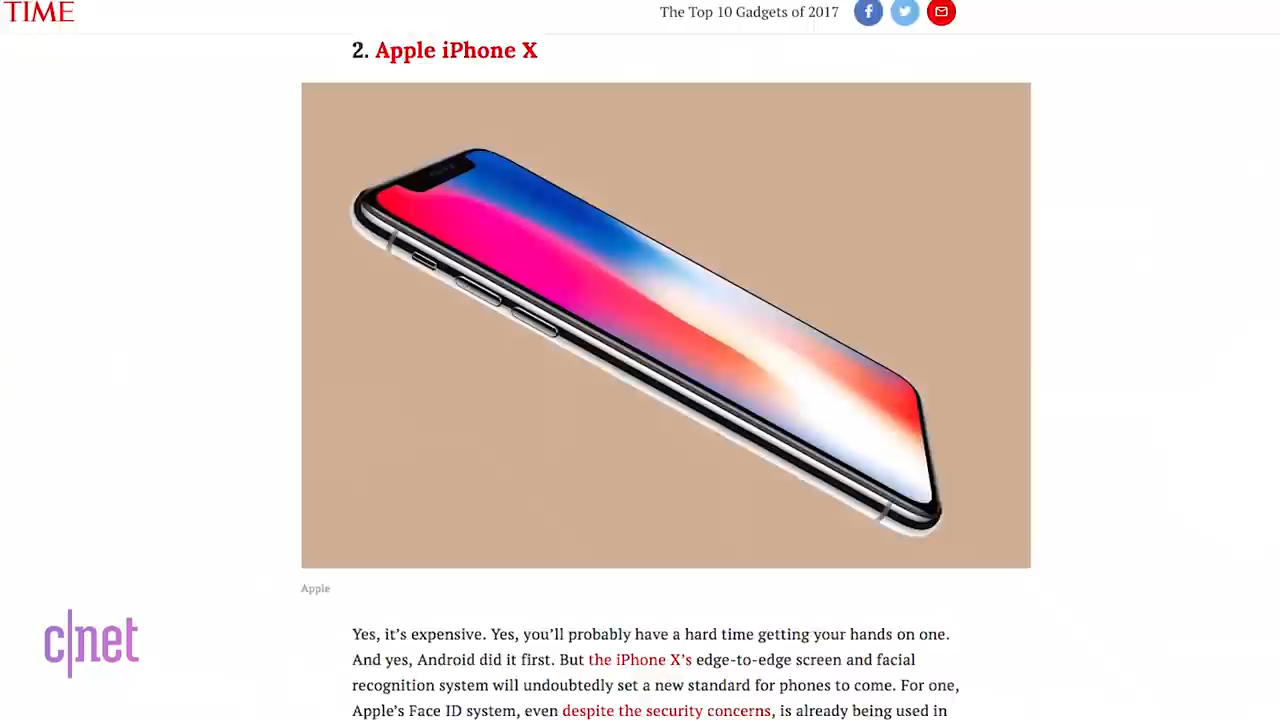 TIME
The Top 10 Gadgets of 2017
2. Apple iPhone X
Apple
Yes, it's expensive. Yes, you'll probably have a hard time getting your hands on one.
And yes, Android did it first. But the iPhone X's edge-to-edge screen and facial
recognition system will undoubtedly set a new standard for phones to come. For one,
Apple's Face ID system, even despite the security concerns, is already being used in
c|net